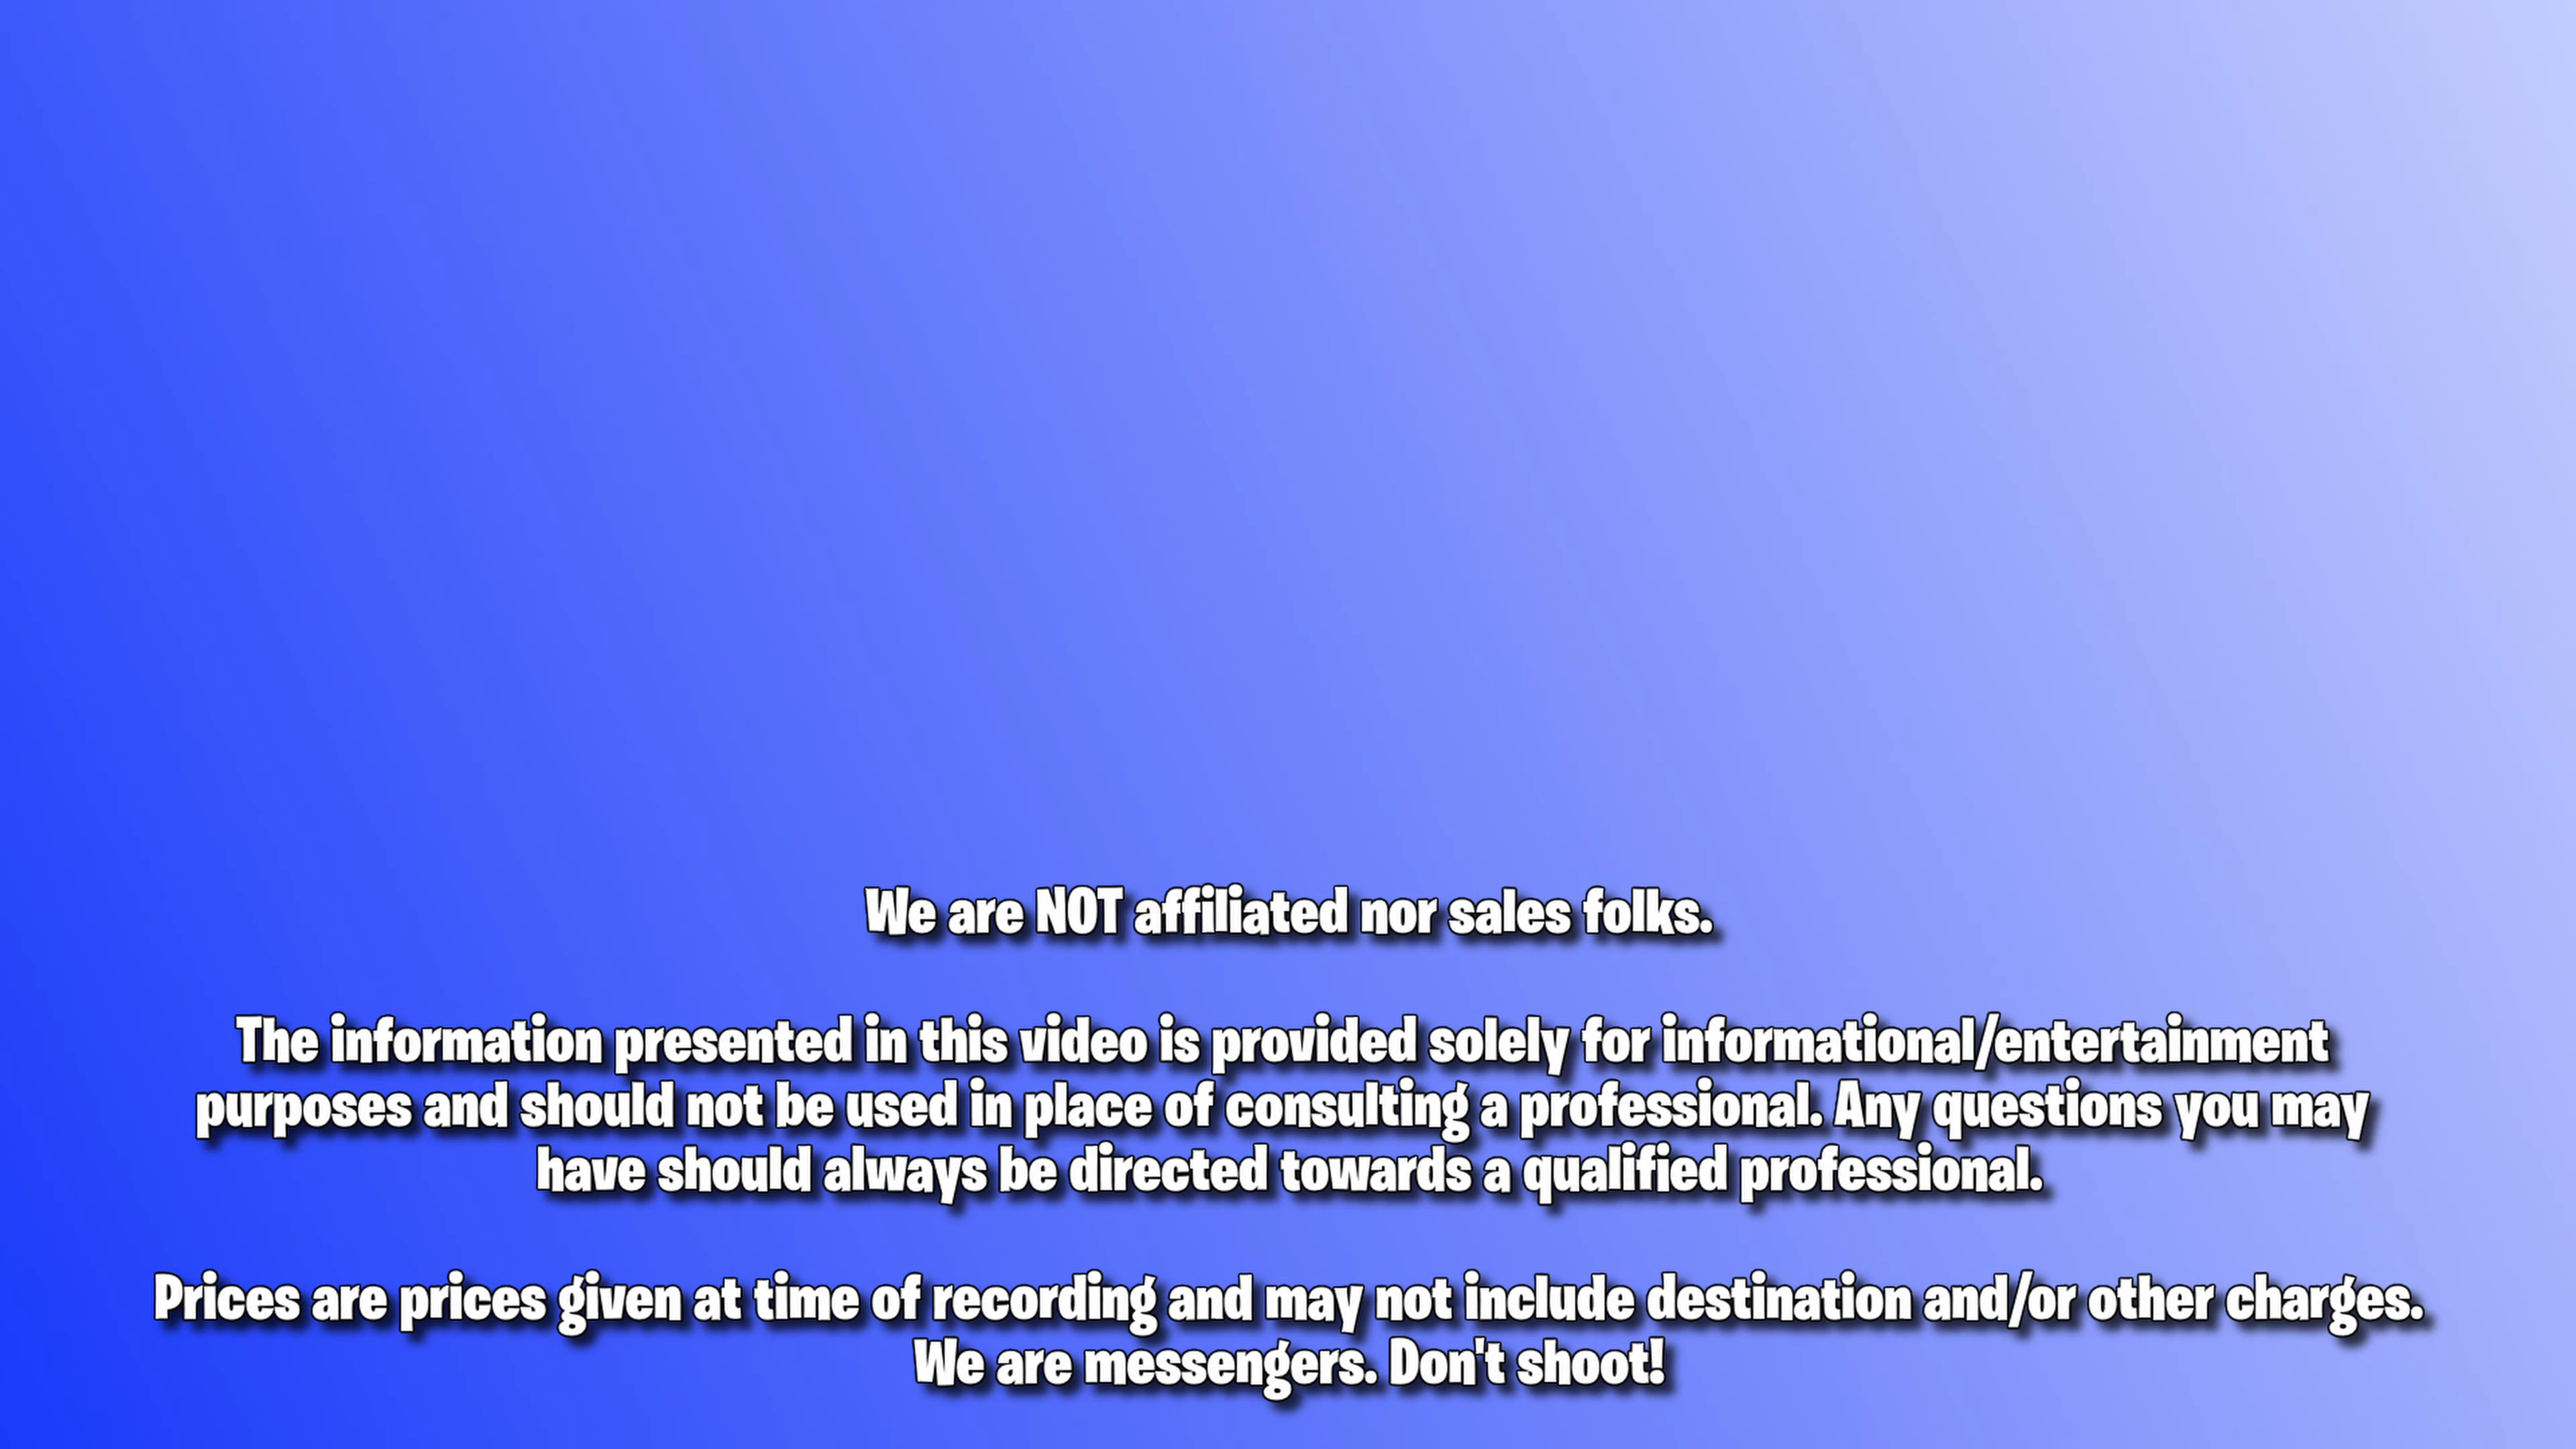 We are NOT affiliated nor sales folks.
The information presented in this video is provided solely for informational/entertainment
purposes and should not be used in place of consulting a professional. Any questions you may
have should always be directed towards a qualified professional.
Prices are prices given at time of recording and may not include destination and/or other charges.
We are messengers. Don't shoot!